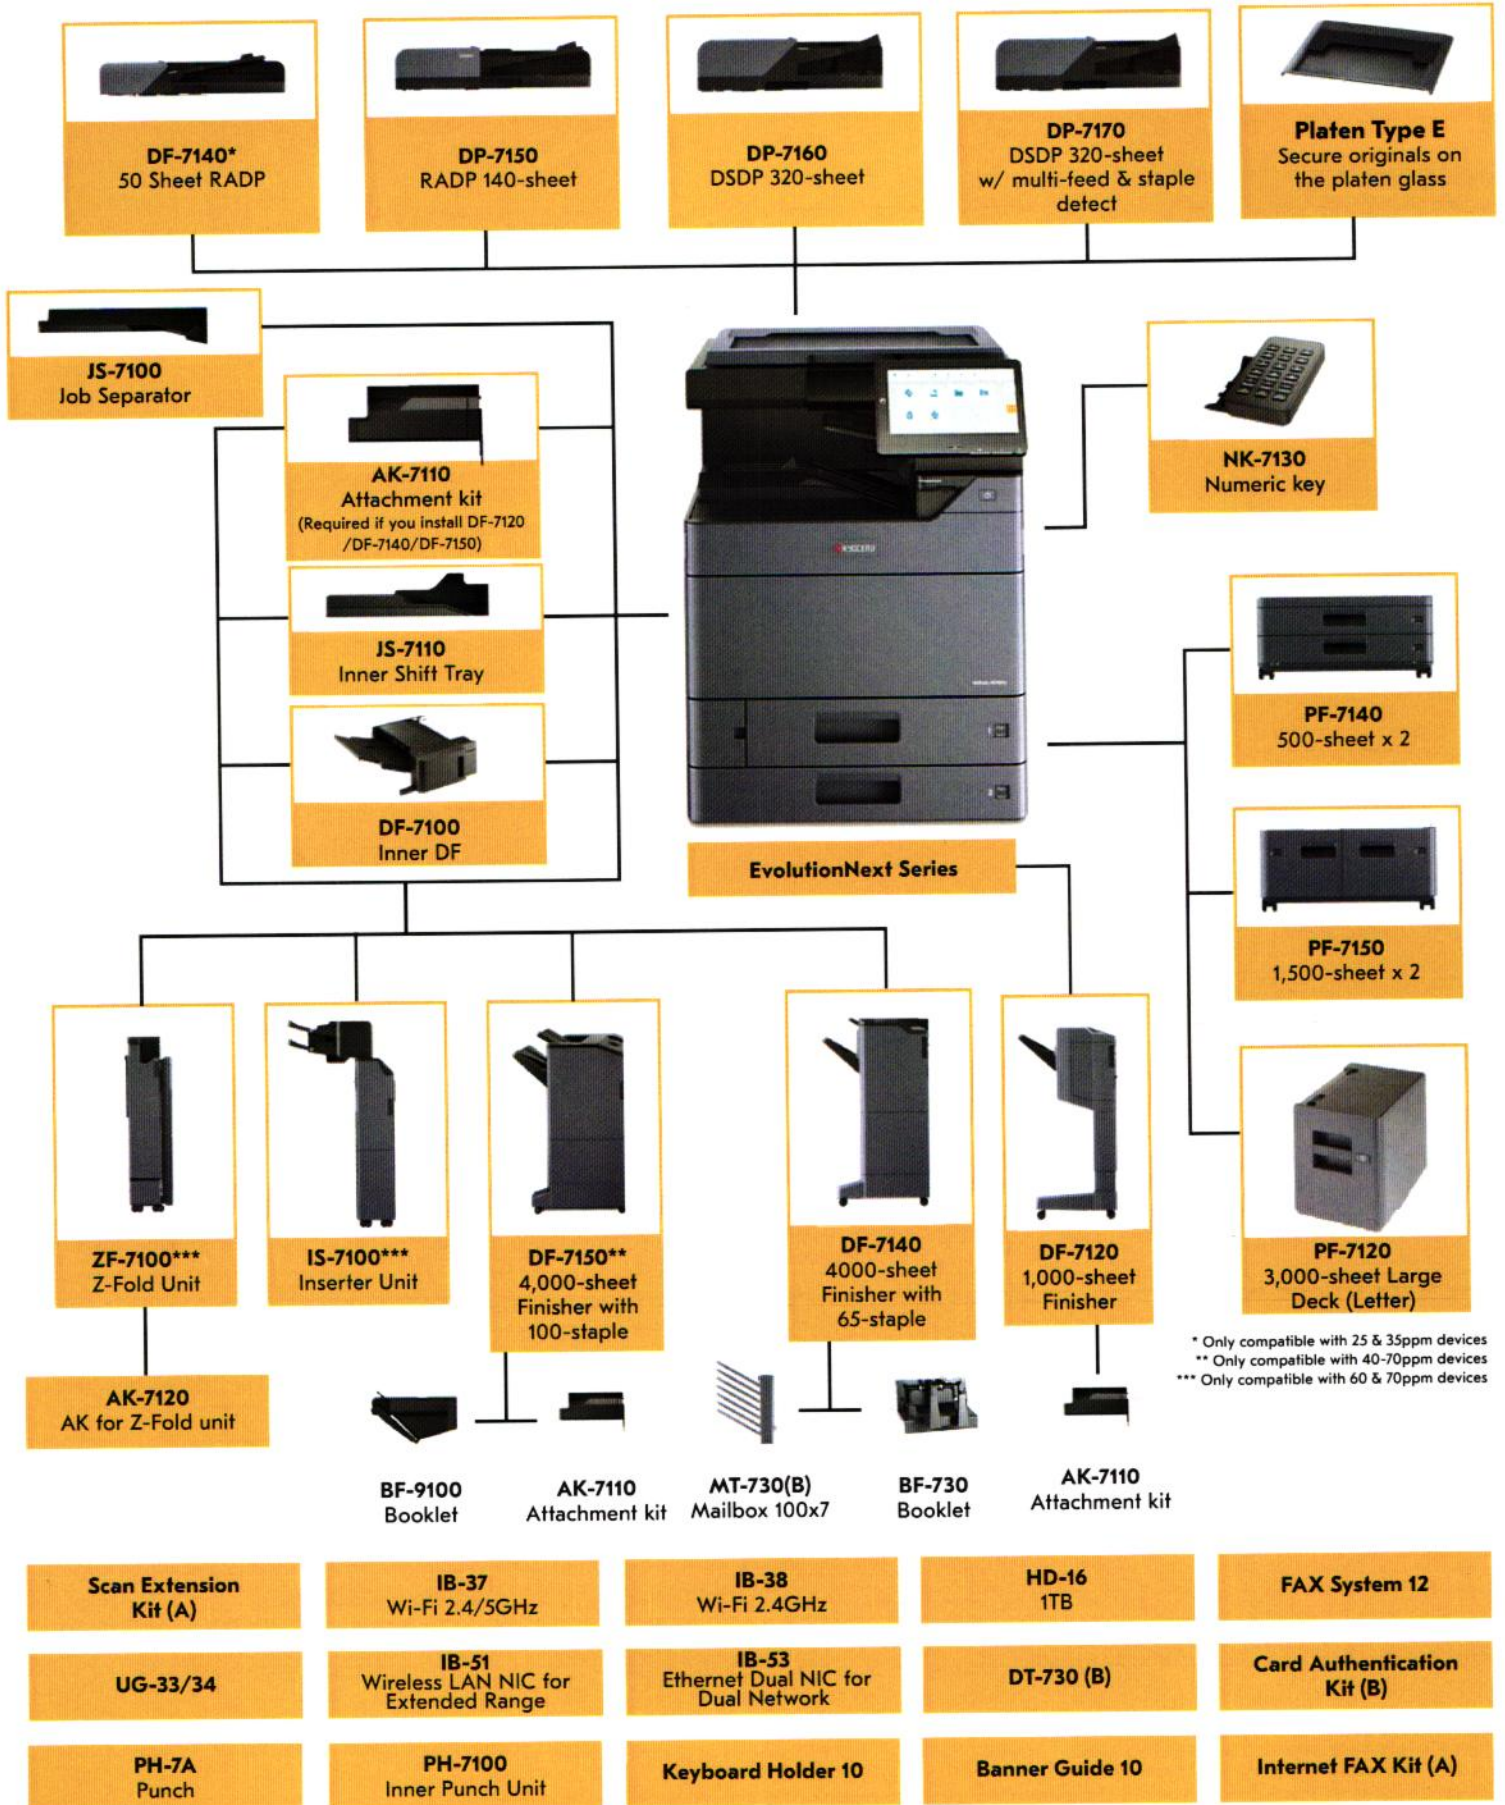 DF-7140*
50 Sheet RADP
DP-7150
RADP 140-sheet
DP-7160
DSDP 320-sheet
DP-7170
DSDP 320-sheet
w/ multi-feed & staple
detect
Platen Type E
Secure originals on
the platen glass
JS-7100
Job Separator
AK-7110
Attachment kit
(Required if you install DF-7120
/DF-7140/DF-7150)
JS-7110
Inner Shift Tray
DF-7100
Inner DF
KYOCERA
EvolutionNext Series
NK-7130
Numeric key
PF-7140
500-sheet x 2
PF-7150
1,500-sheet x 2
PF-7120
3,000-sheet Large
Deck (Letter)
ZF-7100***
Z-Fold Unit
IS-7100***
Inserter Unit
DF-7150**
4,000-sheet
Finisher with
100-staple
DF-7140
4000-sheet
Finisher with
65-staple
DF-7120
1,000-sheet
Finisher
* Only compatible with 25 & 35ppm devices
** Only compatible with 40-70ppm devices
*** Only compatible with 60 & 70ppm devices
AK-7120
AK for Z-Fold unit
BF-9100
Booklet
AK-7110
Attachment kit
MT-730(B)
Mailbox 100x7
BF-730
Booklet
AK-7110
Attachment kit
Scan Extension
Kit (A)
IB-37
Wi-Fi 2.4/5GHz
IB-38
Wi-Fi 2.4GHz
HD-16
1TB
FAX System 12
UG-33/34
IB-51
Wireless LAN NIC for
Extended Range
IB-53
Ethernet Dual NIC for
Dual Network
DT-730 (B)
Card Authentication
Kit (B)
PH-7A
Punch
PH-7100
Inner Punch Unit
Keyboard Holder 10
Banner Guide 10
Internet FAX Kit (A)